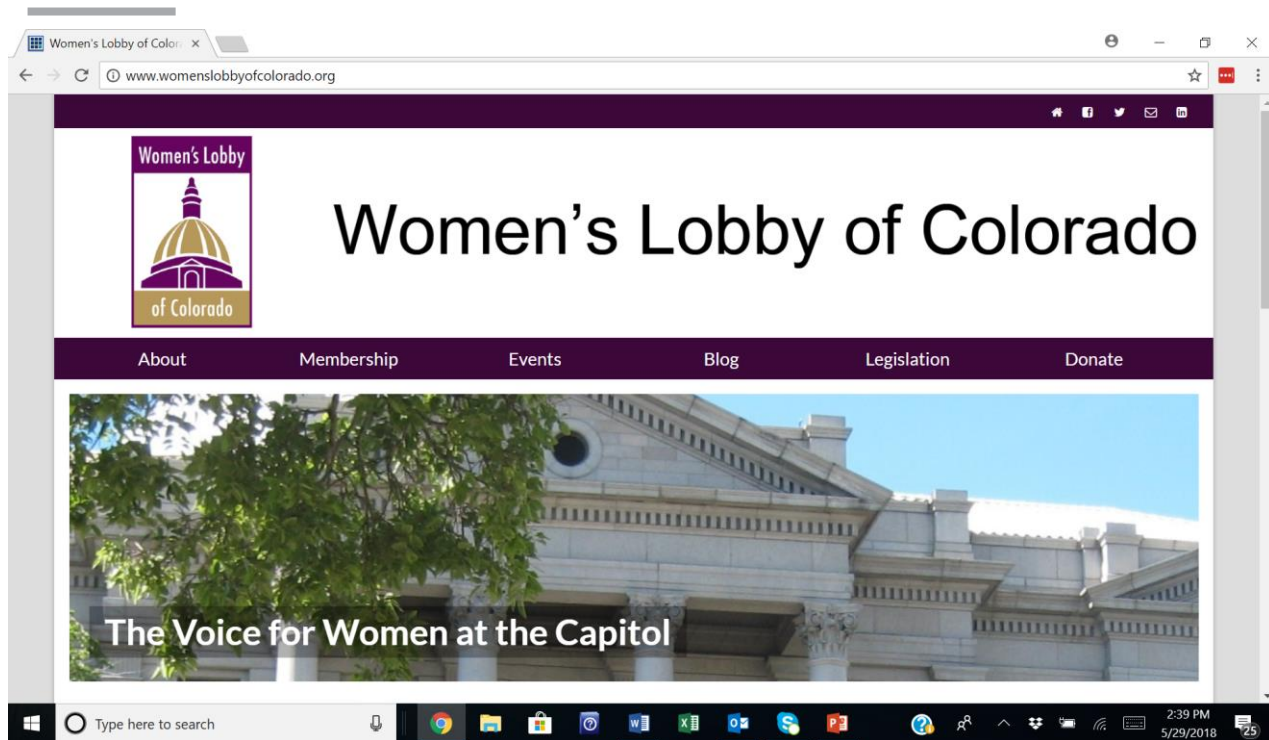 Women's Lobby of Color
www.womenslobbyofcolorado.org
Women's Lobby
of Colorado
Women's Lobby of Colorado
About Membership Events Blog Legislation Donate
The Voice for Women at the Capitol
Type here to search
2:39 PM
5/29/2018
25